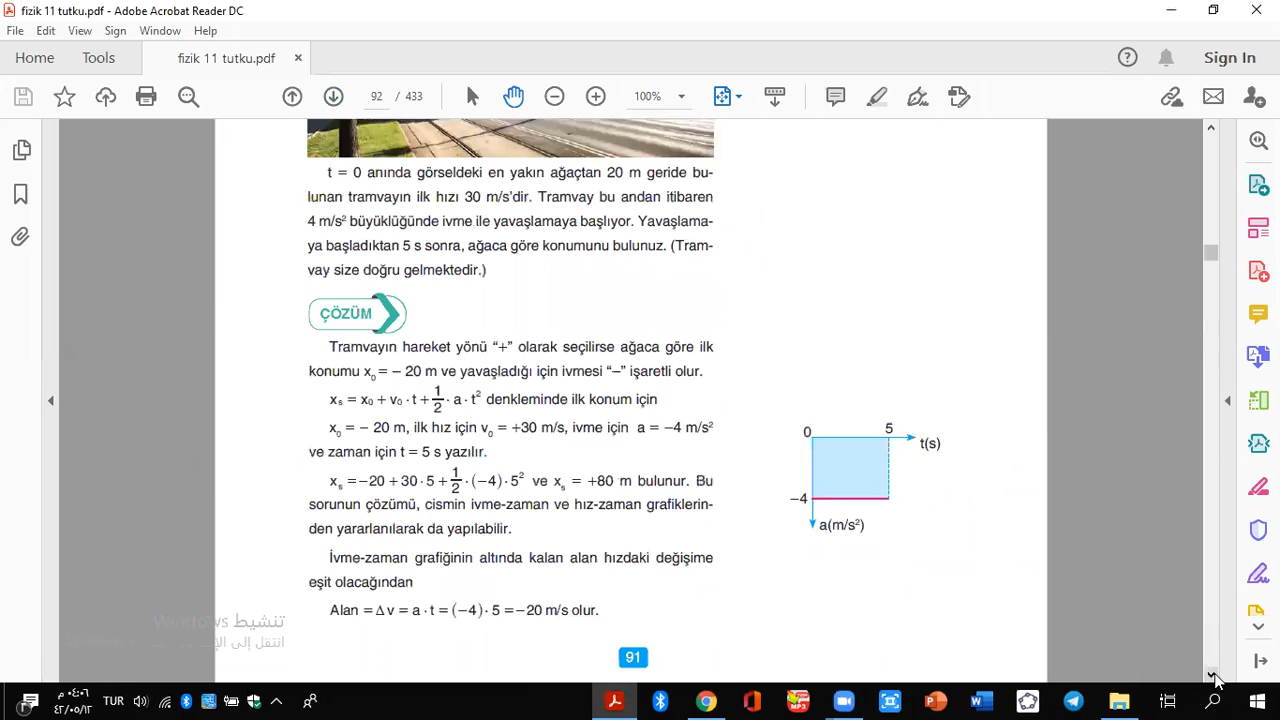 fizik 11 tutku.pdf - Adobe Acrobat Reader DC
File Edit View Sign Window Help
Home Tools fizik 11 tutku.pdf × Sign In
92 / 433 100%
t = 0 anında görseldeki en yakın ağaçtan 20 m geride bu-
lunan tramvayın ilk hızı 30 m/s'dir. Tramvay bu andan itibaren
4 m/s² büyüklüğünde ivme ile yavaşlamaya başlıyor. Yavaşlama-
ya başladıktan 5 s sonra, ağaca göre konumunu bulunuz. (Tram-
vay size doğru gelmektedir.)
ÇÖZÜM
Tramvayın hareket yönü “+” olarak seçilirse ağaca göre ilk
konumu x₀ = – 20 m ve yavaşladığı için ivmesi “–” işaretli olur.
xₛ = x₀ + v₀ · t + 1/2 · a · t² denkleminde ilk konum için
x₀ = – 20 m, ilk hız için v₀ = +30 m/s, ivme için a = –4 m/s²
ve zaman için t = 5 s yazılır.
xₛ = –20 + 30 · 5 + 1/2 · (–4) · 5² ve xₛ = +80 m bulunur. Bu
sorunun çözümü, cismin ivme-zaman ve hız-zaman grafiklerin-
den yararlanılarak da yapılabilir.
İvme-zaman grafiğinin altında kalan alan hızdaki değişime
eşit olacağından
Alan = Δ v = a · t = (–4) · 5 = –20 m/s olur.
0 5
t(s)
–4
a(m/s²)
91
تنشيط Windows
انتقل إلى
TUR